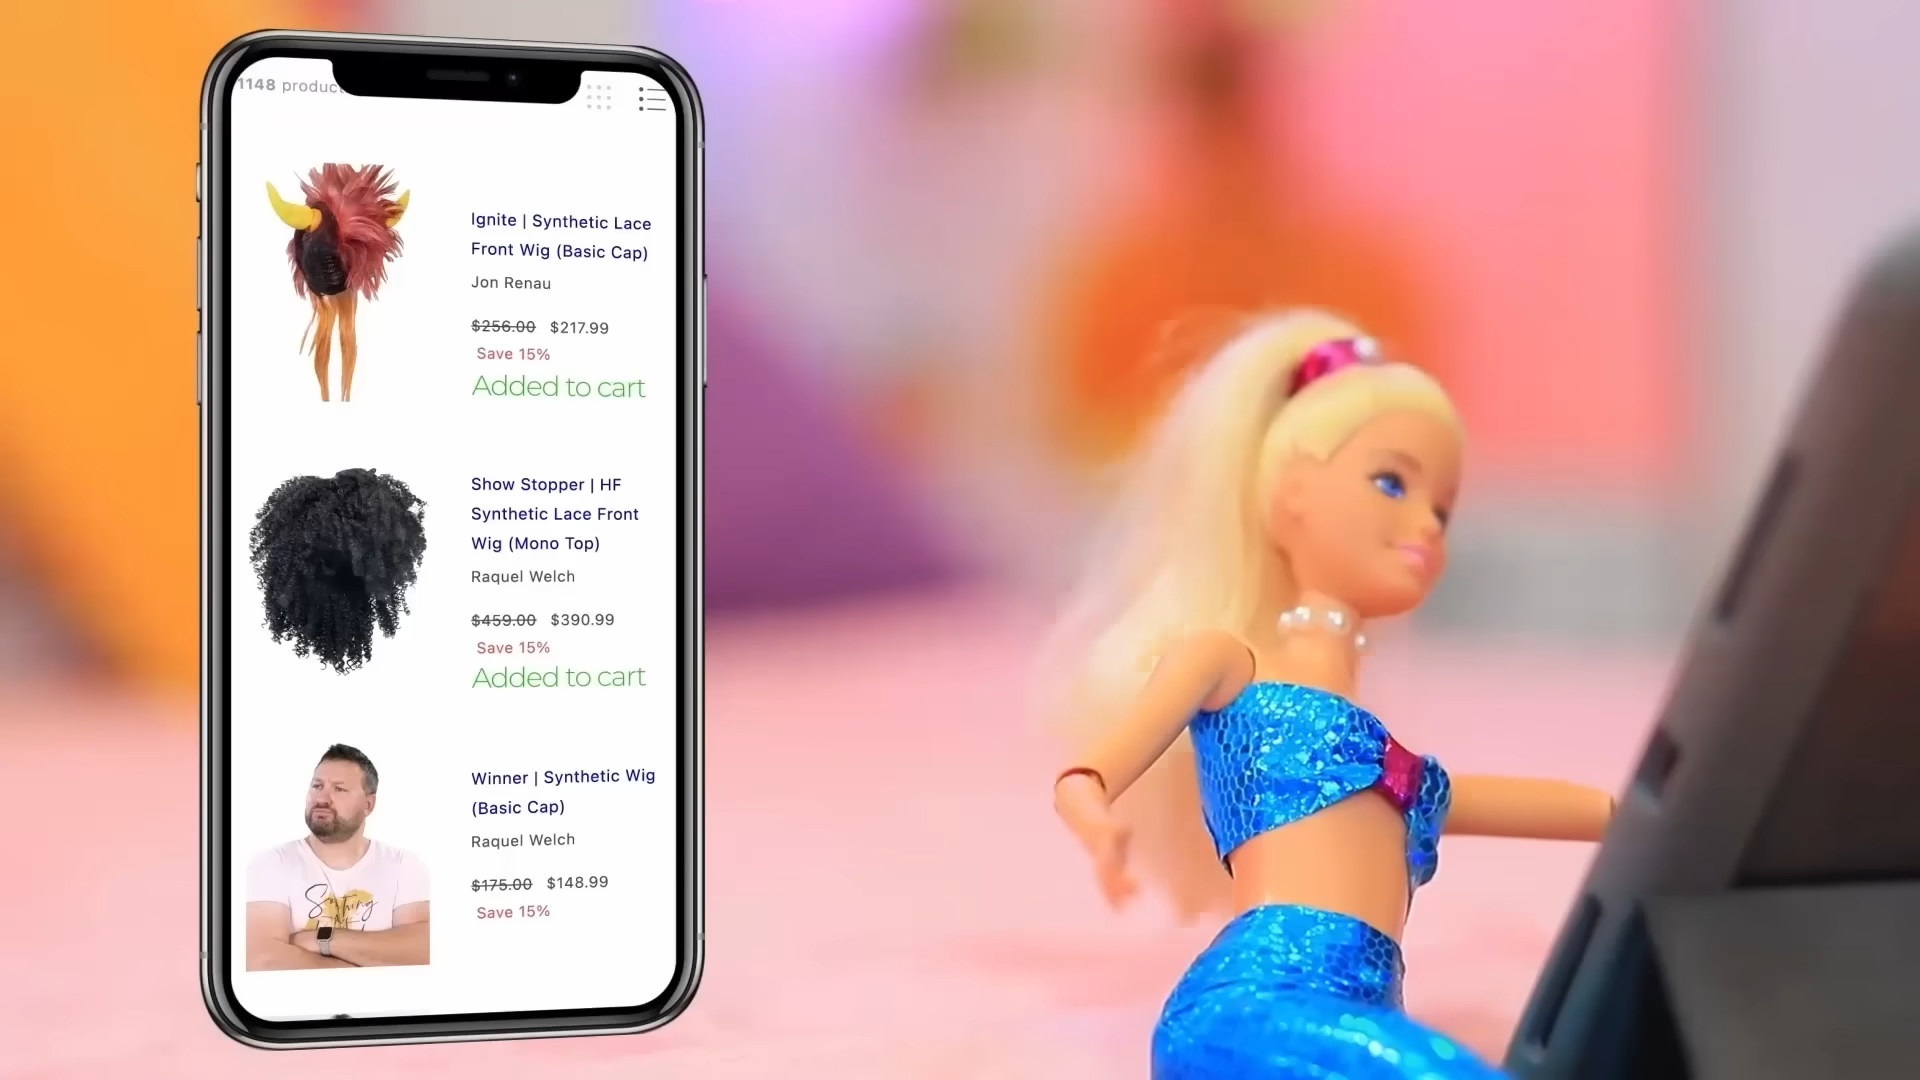 1148 product
Ignite | Synthetic Lace
Front Wig (Basic Cap)
Jon Renau
$256.00 $217.99
Save 15%
Added to cart
Show Stopper | HF
Synthetic Lace Front
Wig (Mono Top)
Raquel Welch
$459.00 $390.99
Save 15%
Added to cart
Winner | Synthetic Wig
(Basic Cap)
Raquel Welch
$175.00 $148.99
Save 15%